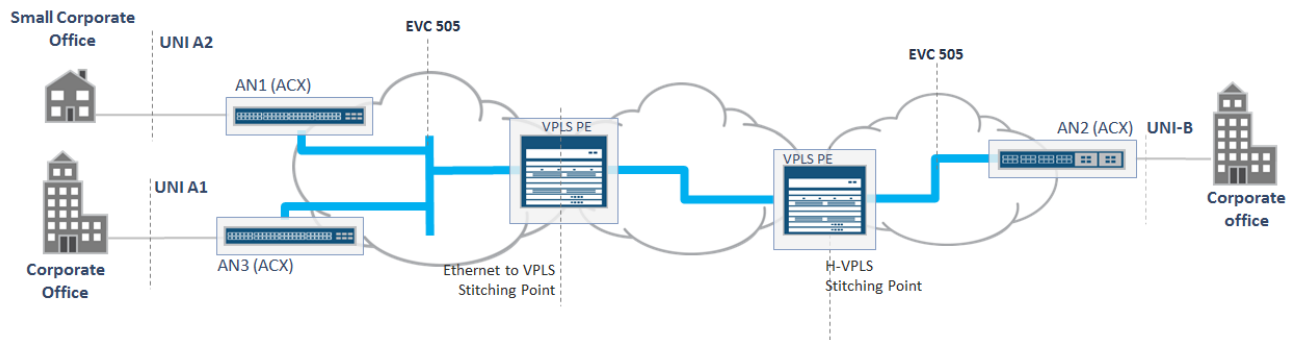 Small Corporate
Office
UNI A2
EVC 505
EVC 505
AN1 (ACX)
VPLS PE
AN2 (ACX)
UNI-B
VPLS PE
UNI A1
Corporate
office
AN3 (ACX)
Corporate
Office
Ethernet to VPLS
Stitching Point
H-VPLS
Stitching Point